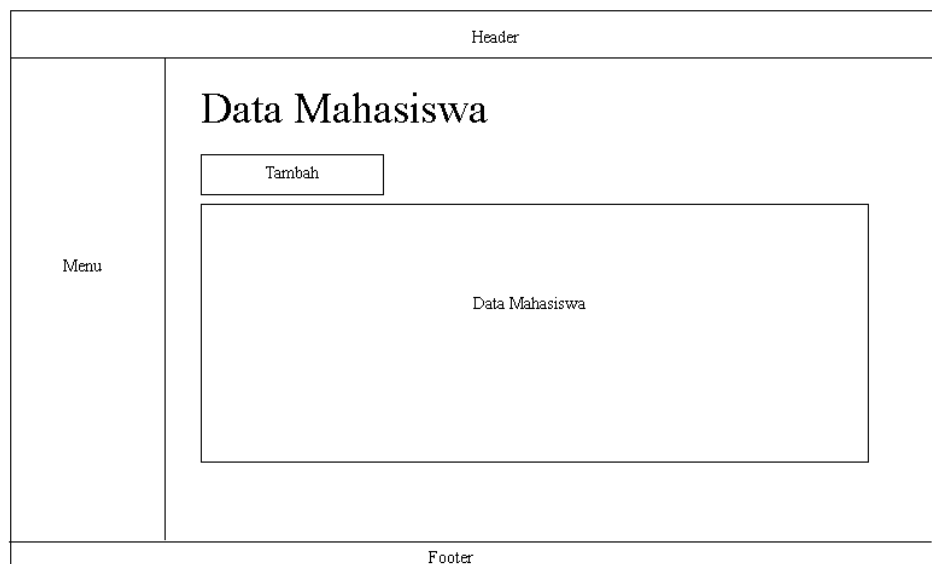 Header
Data Mahasiswa
Tambah
Menu
Data Mahasiswa
Footer